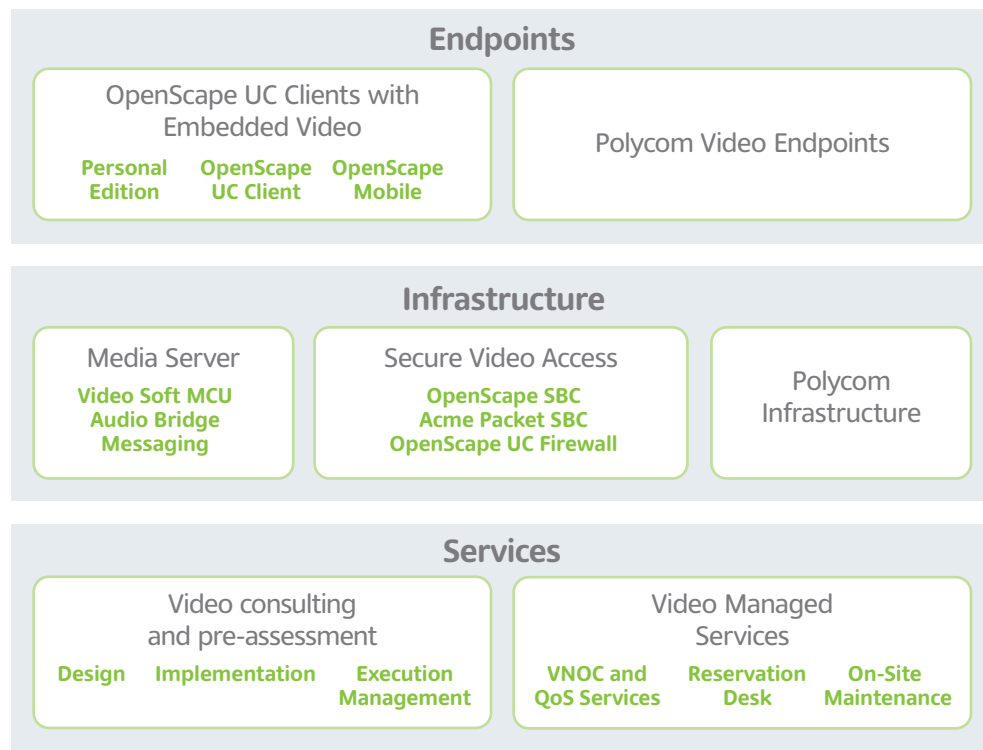 Endpoints
OpenScape UC Clients with
Embedded Video
Personal
Edition
OpenScape
UC Client
OpenScape
Mobile
Polycom Video Endpoints
Infrastructure
Media Server
Video Soft MCU
Audio Bridge
Messaging
Secure Video Access
OpenScape SBC
Acme Packet SBC
OpenScape UC Firewall
Polycom
Infrastructure
Services
Video consulting
and pre-assessment
Design
Implementation
Execution
Management
Video Managed
Services
VNOC and
QoS Services
Reservation
Desk
On-Site
Maintenance